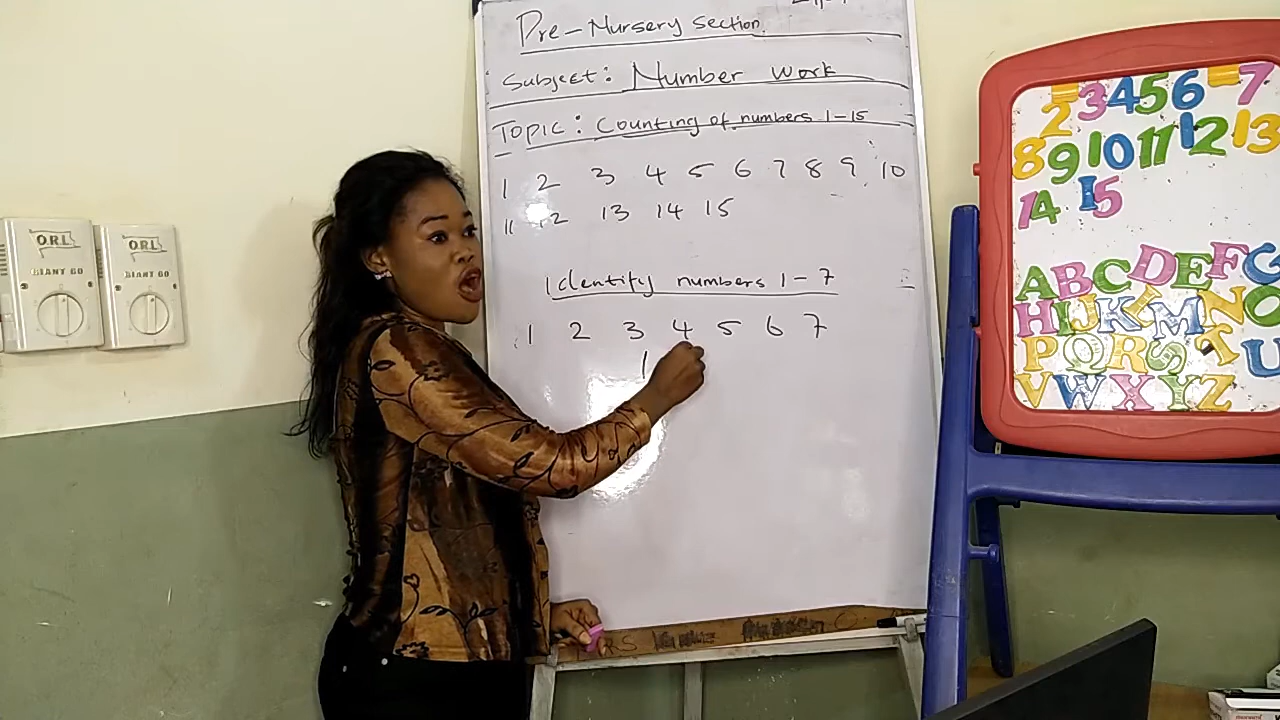 Pre-Nursery Section
Subject: Number Work
Topic: Counting of numbers 1-15
1 2 3 4 5 6 7 8 9 10
11 12 13 14 15
Identify numbers 1-7
1 2 3 4 5 6 7
1
2 3 4 5 6 7
8 9 10 11 12 13
14 15
A B C D E F G
H I J K L M N O
P Q R S T U
V W X Y Z
O.R.L
GIANT 60
O.R.L
GIANT 60